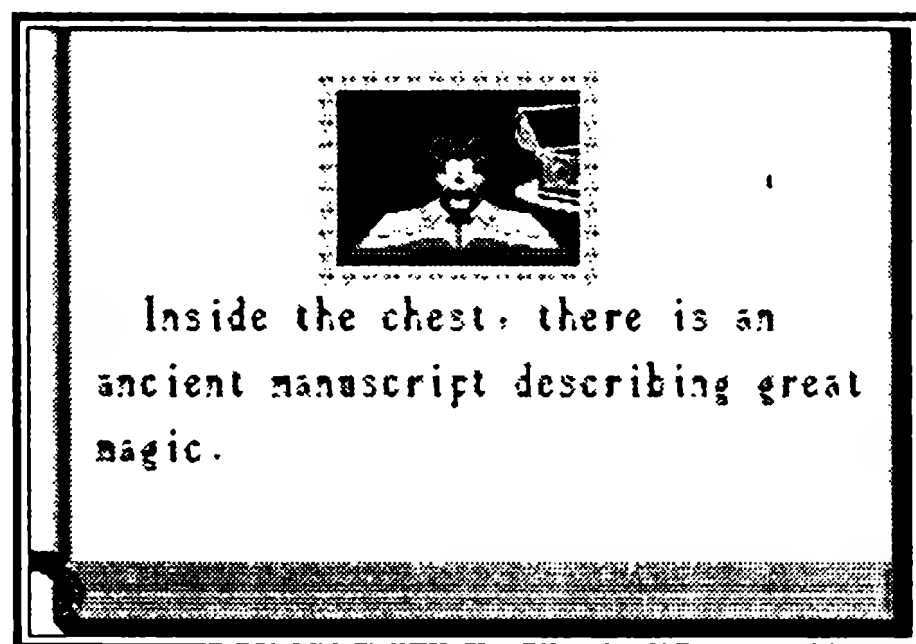 Inside the chest, there is an
ancient manuscript describing great
magic.